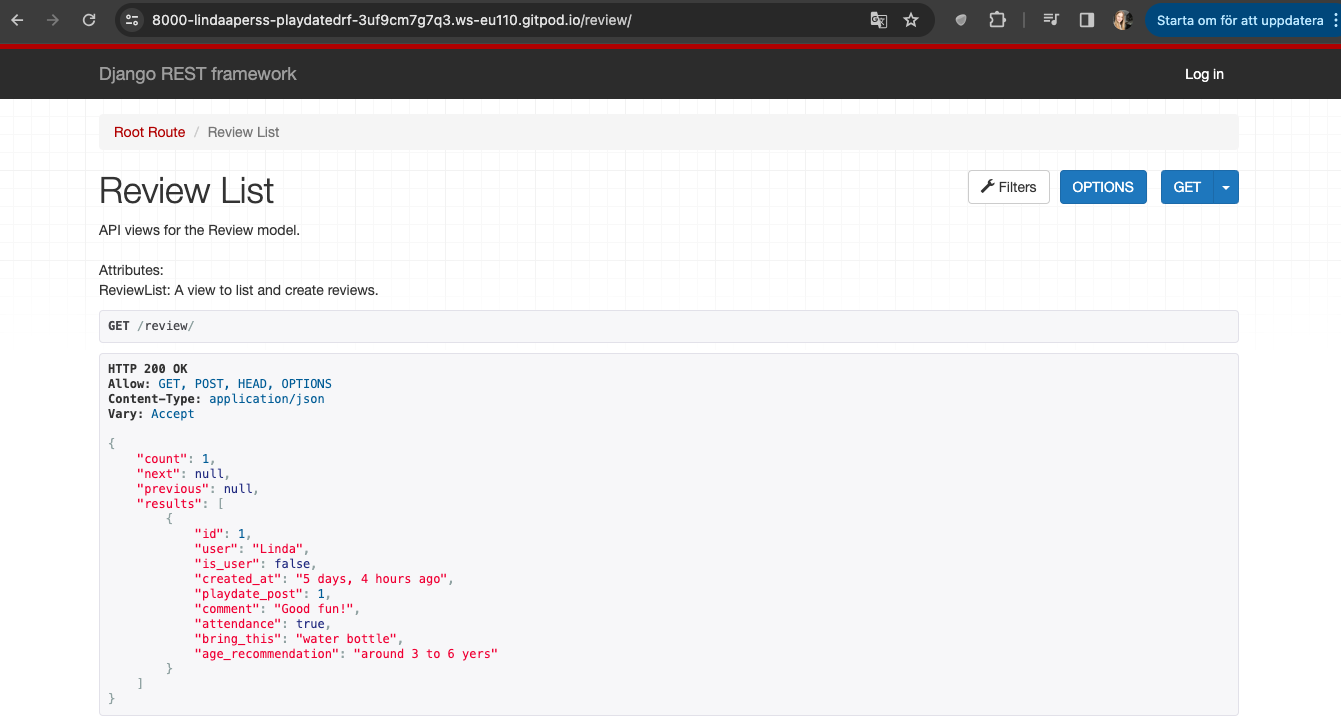 8000-lindaaperss-playdatedrf-3uf9cm7g7q3.ws-eu110.gitpod.io/review/
Starta om för att uppdatera
Django REST framework
Log in
Root Route / Review List
Review List
Filters
OPTIONS
GET
API views for the Review model.
Attributes:
ReviewList: A view to list and create reviews.
GET /review/
HTTP 200 OK
Allow: GET, POST, HEAD, OPTIONS
Content-Type: application/json
Vary: Accept
{
"count": 1,
"next": null,
"previous": null,
"results": [
{
"id": 1,
"user": "Linda",
"is_user": false,
"created_at": "5 days, 4 hours ago",
"playdate_post": 1,
"comment": "Good fun!",
"attendance": true,
"bring_this": "water bottle",
"age_recommendation": "around 3 to 6 yers"
}
]
}